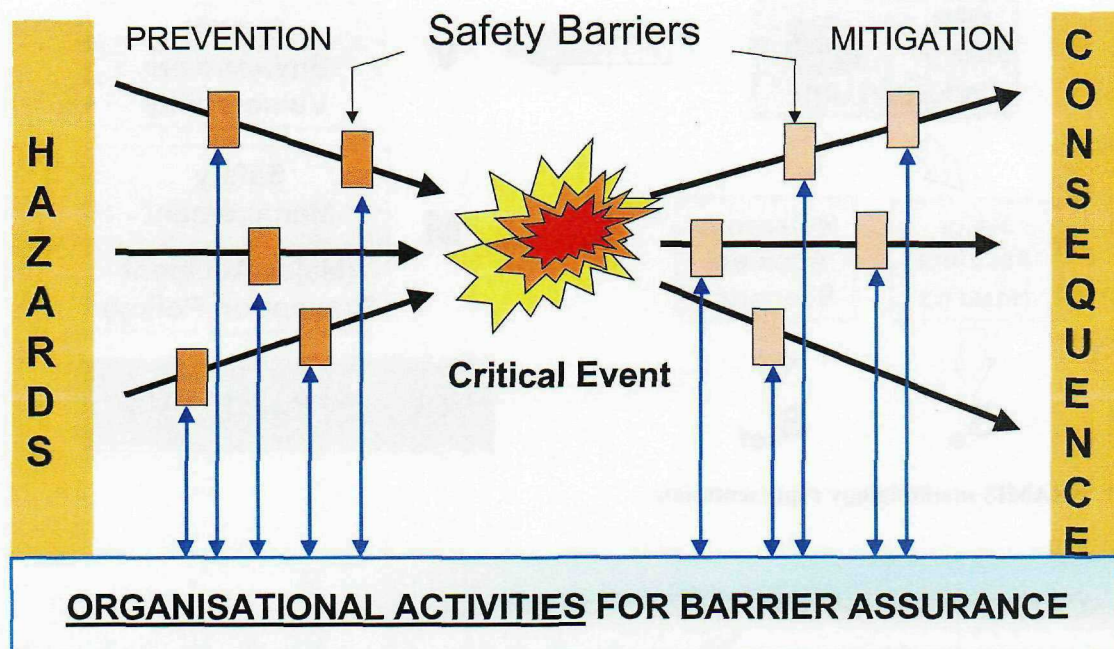 PREVENTION
Safety Barriers
MITIGATION
HAZARDS
CONSEQUENCE
Critical Event
ORGANISATIONAL ACTIVITIES FOR BARRIER ASSURANCE